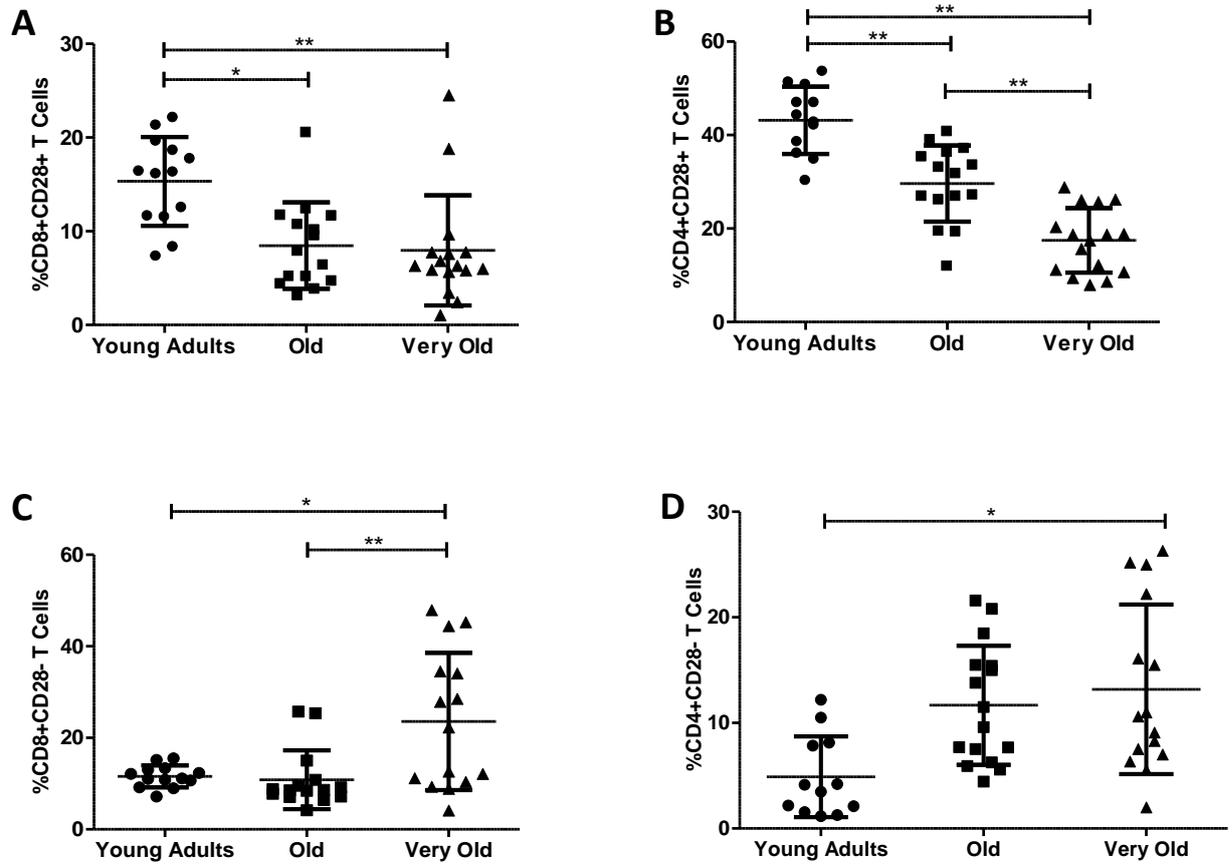 A
**
*
30
20
10
0
%CD8+CD28+ T Cells
Young Adults Old Very Old
B
**
**
**
60
40
20
0
%CD4+CD28+ T Cells
Young Adults Old Very Old
C
*
**
60
40
20
0
%CD8+CD28- T Cells
Young Adults Old Very Old
D
*
30
20
10
0
%CD4+CD28- T Cells
Young Adults Old Very Old